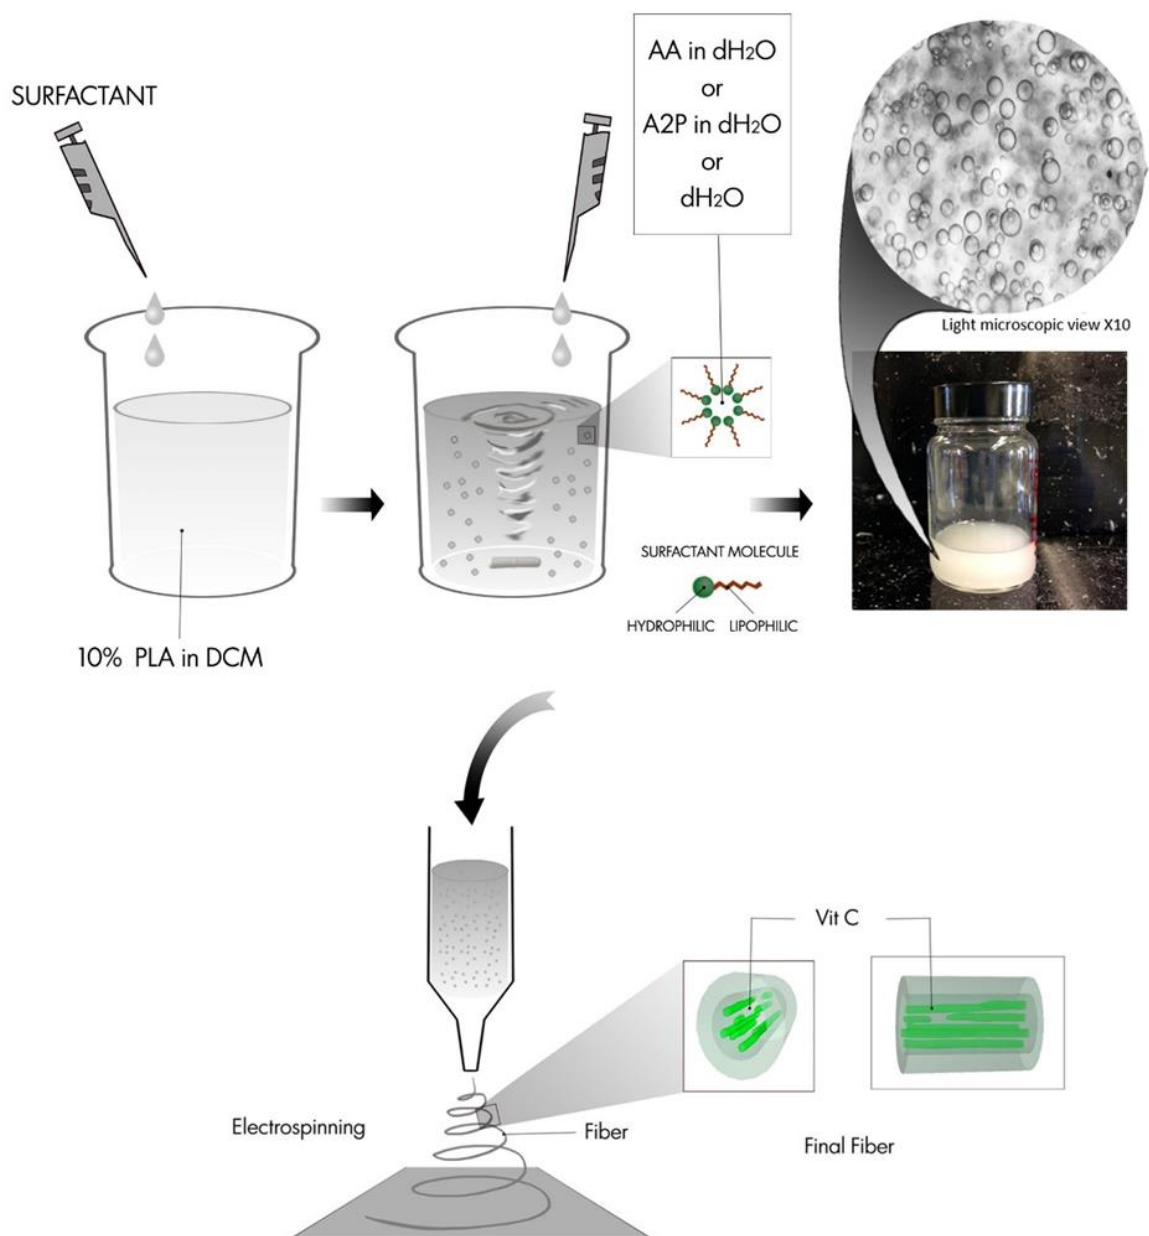 SURFACTANT
AA in dH2O
or
A2P in dH2O
or
dH2O
Light microscopic view X10
SURFACTANT MOLECULE
HYDROPHILIC LIPOPHILIC
10% PLA in DCM
Vit C
Electrospinning
Fiber
Final Fiber